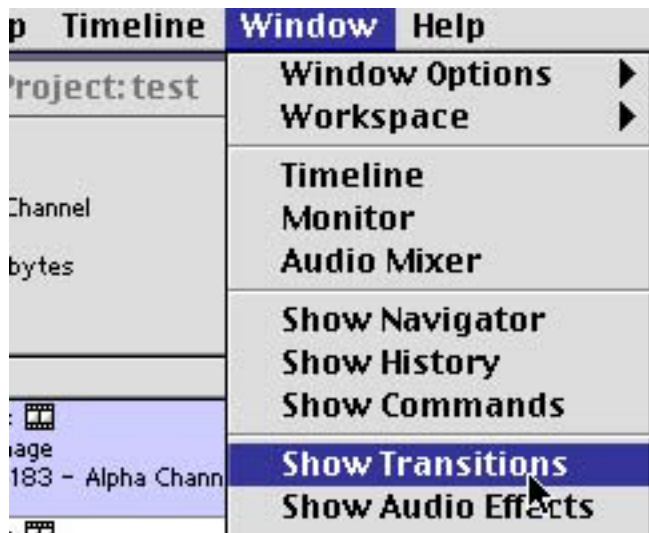 p Timeline Window Help
Project: test
Window Options
Workspace
Channel
bytes
Timeline
Monitor
Audio Mixer
Show Navigator
Show History
Show Commands
age
183 - Alpha Chann
Show Transitions
Show Audio Effects